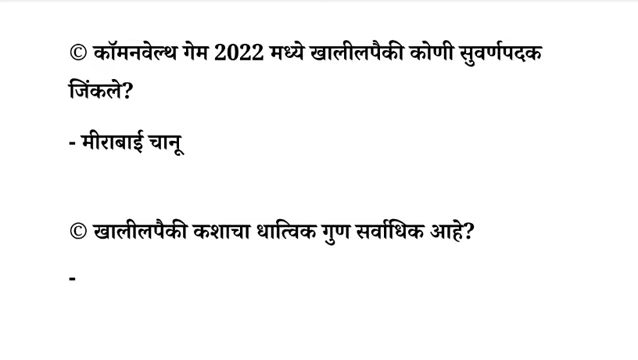 © कॉमनवेल्थ गेम 2022 मध्ये खालीलपैकी कोणी सुवर्णपदक
जिंकले?
- मीराबाई चानू
© खालीलपैकी कशाचा धात्विक गुण सर्वाधिक आहे?
-